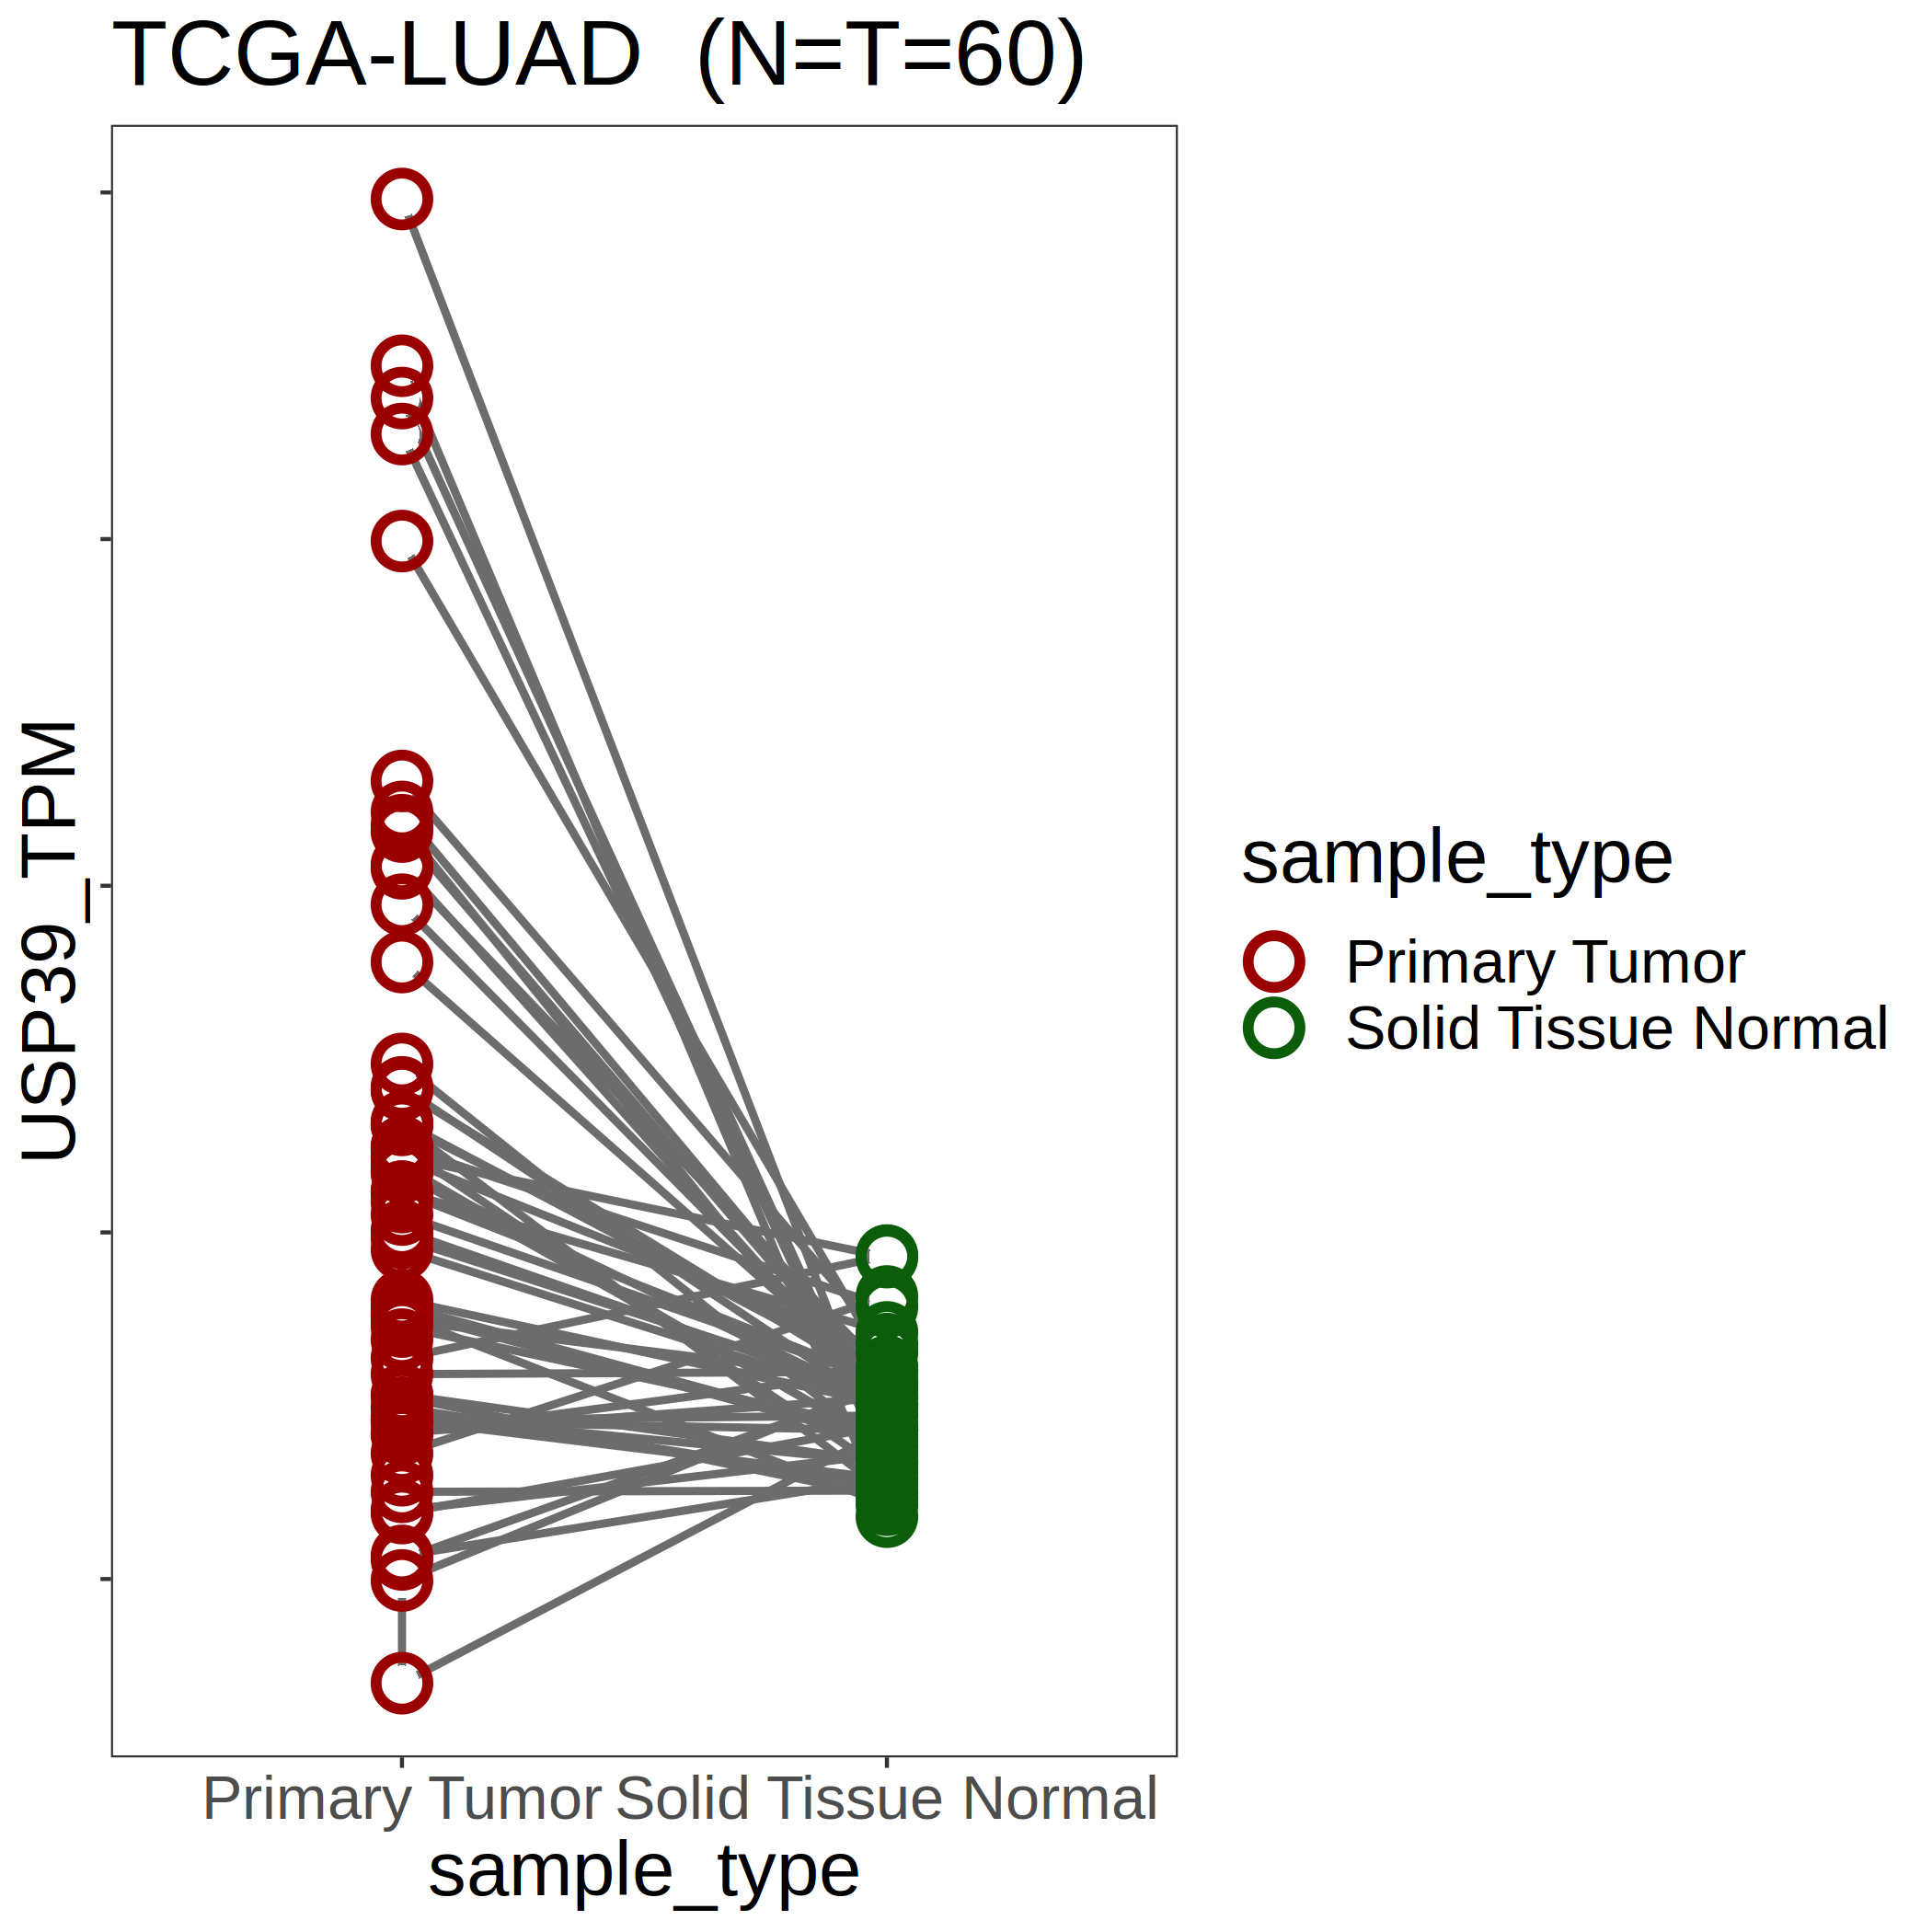 TCGA-LUAD  (N=T=60)
USP39_TPM
sample_type
Primary Tumor
Solid Tissue Normal
Primary Tumor Solid Tissue Normal
sample_type